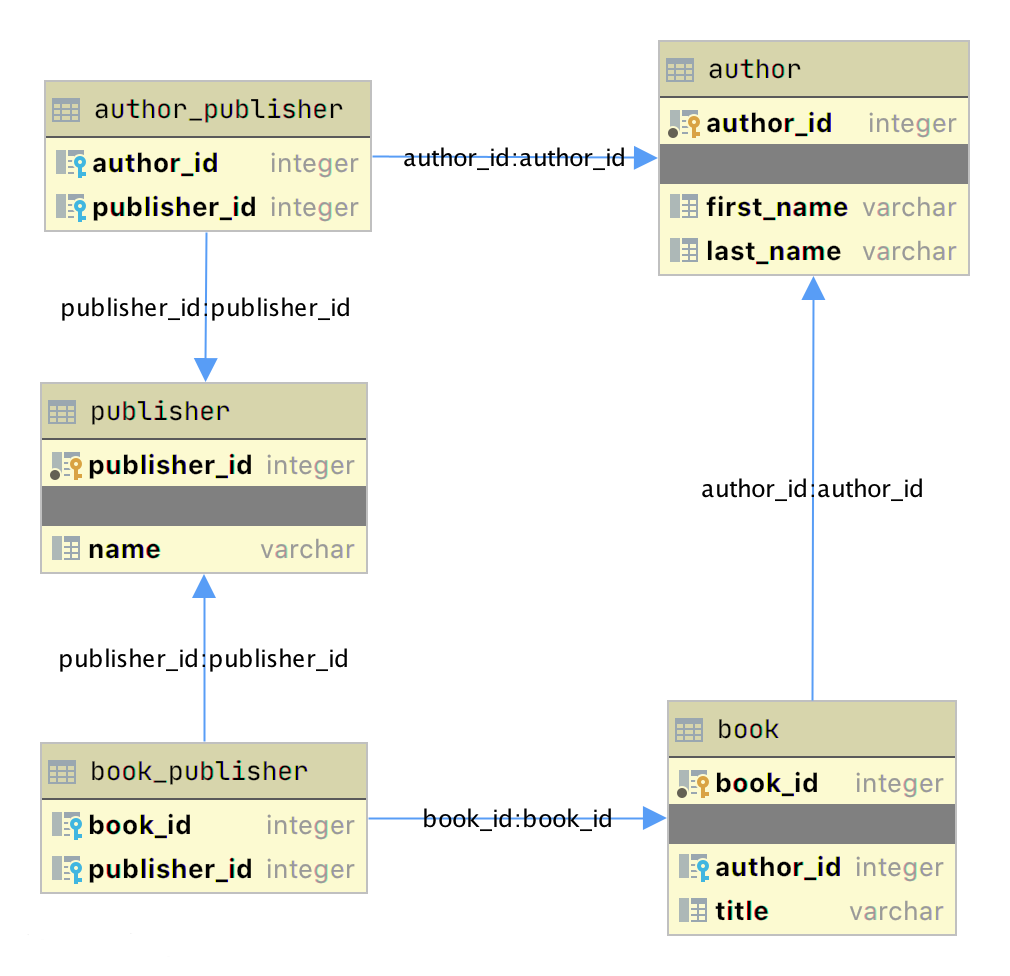 author_publisher
author_id integer
publisher_id integer
author_id:author_id
author
author_id integer
first_name varchar
last_name varchar
publisher_id:publisher_id
publisher
publisher_id integer
name varchar
author_id:author_id
publisher_id:publisher_id
book_publisher
book_id integer
publisher_id integer
book_id:book_id
book
book_id integer
author_id integer
title varchar